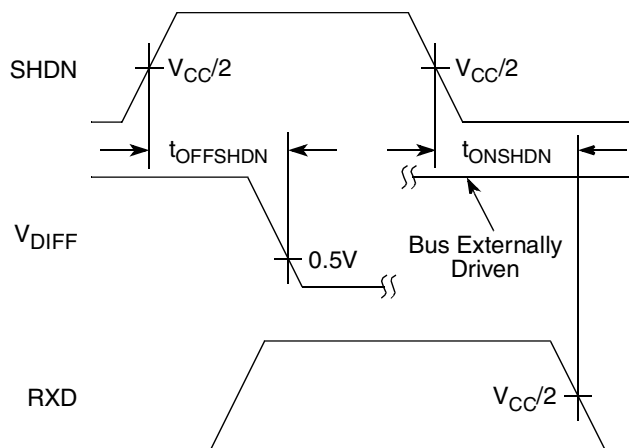 SHDN
V_CC/2
V_CC/2
t_OFFSHDN
t_ONSHDN
V_DIFF
0.5V
Bus Externally
Driven
RXD
V_CC/2